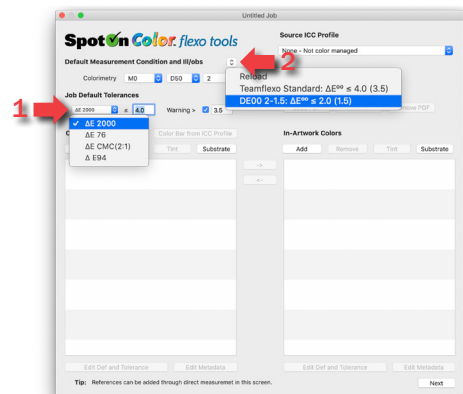 Untitled Job
SpotOn Color. flexo tools
Source ICC Profile
None - Not color managed
Default Measurement Condition and Ill/obs
2
Colorimetry M0 D50 2
Reload
Teamflexo Standard: ΔE⁰⁰ ≤ 4.0 (3.5)
DE00 2-1.5: ΔE⁰⁰ ≤ 2.0 (1.5)
Job Default Tolerances
1
ΔE 2000 ≤ 4.0 Warning > 3.5
move PDF
✓ ΔE 2000
ΔE 76
ΔE CMC(2:1)
Δ E94
Color Bar from ICC Profile
In-Artwork Colors
Tint Substrate
Add Remove Tint Substrate
-->
<--
Edit Def and Tolerance Edit Metadata
Edit Def and Tolerance Edit Metadata
Tip: References can be added through direct measuremet in this screen.
Next